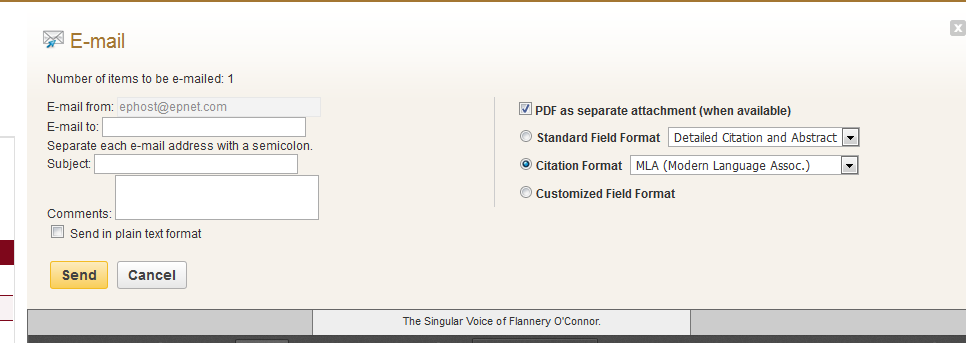 x
E-mail
Number of items to be e-mailed: 1
E-mail from: ephost@epnet.com
E-mail to:
Separate each e-mail address with a semicolon.
Subject:
Comments:
Send in plain text format
Send Cancel
PDF as separate attachment (when available)
Standard Field Format Detailed Citation and Abstract
Citation Format MLA (Modern Language Assoc.)
Customized Field Format
The Singular Voice of Flannery O'Connor.